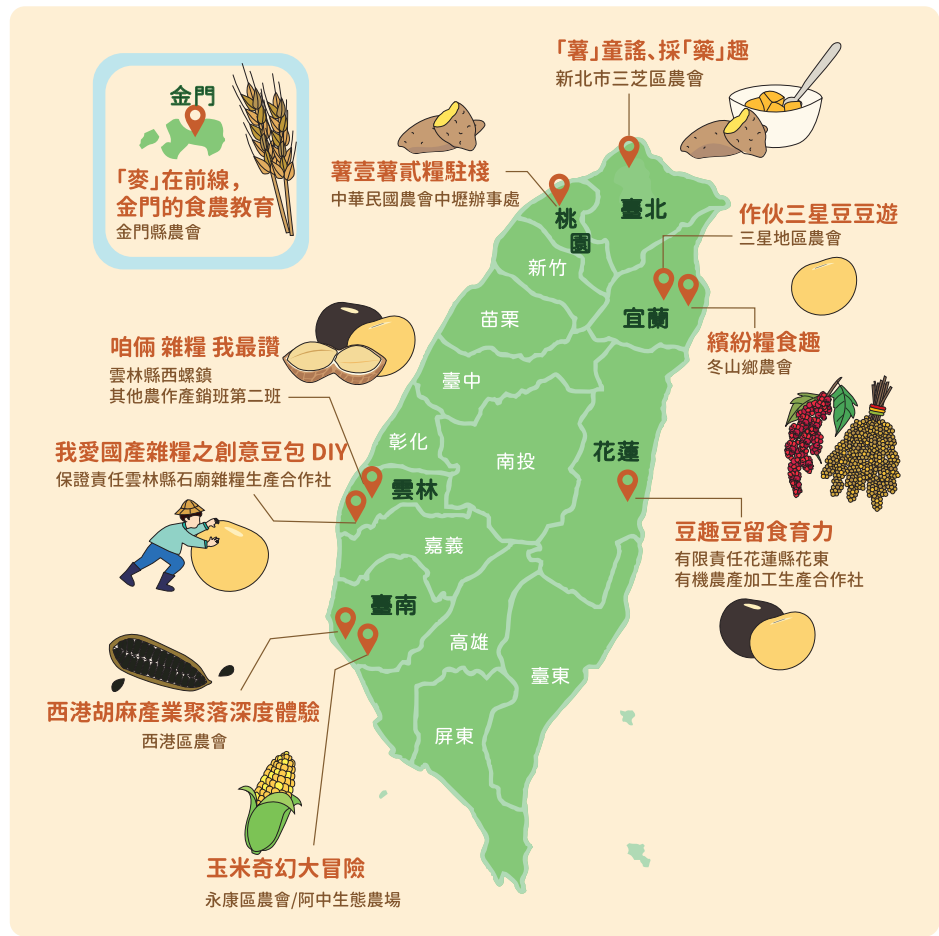 「薯」童謠、採「藥」趣
新北市三芝區農會
金門
「麥」在前線，
金門的食農教育
金門縣農會
薯壹薯貳糧駐棧
中華民國農會中壢辦事處
桃
園
臺北
作伙三星豆豆遊
三星地區農會
新竹
苗栗
宜蘭
繽紛糧食趣
冬山鄉農會
咱倆 雜糧 我最讚
雲林縣西螺鎮
其他農作產銷班第二班
臺中
我愛國產雜糧之創意豆包 DIY
保證責任雲林縣石廟雜糧生產合作社
彰化
南投
花蓮
雲林
豆趣豆留食育力
有限責任花蓮縣花東
有機農產加工生產合作社
嘉義
臺南
高雄
臺東
西港胡麻產業聚落深度體驗
西港區農會
屏東
玉米奇幻大冒險
永康區農會/阿中生態農場